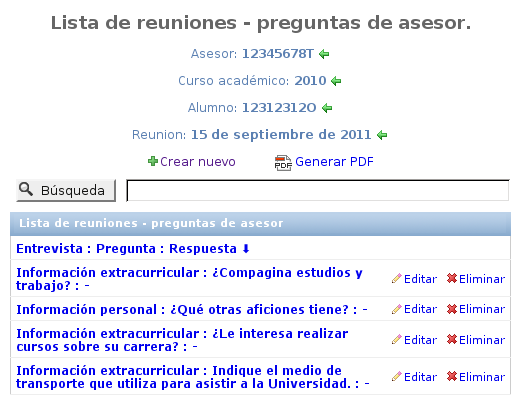 Lista de reuniones - preguntas de asesor.
Asesor: 12345678T
Curso académico: 2010
Alumno: 12312312O
Reunion: 15 de septiembre de 2011
Crear nuevo PDF Generar PDF
Búsqueda
Lista de reuniones - preguntas de asesor
Entrevista : Pregunta : Respuesta
Información extracurricular : ¿Compagina estudios y
trabajo? : - Editar Eliminar
Información personal : ¿Qué otras aficiones tiene? : - Editar Eliminar
Información extracurricular : ¿Le interesa realizar
cursos sobre su carrera? : - Editar Eliminar
Información extracurricular : Indique el medio de
transporte que utiliza para asistir a la Universidad. : - Editar Eliminar